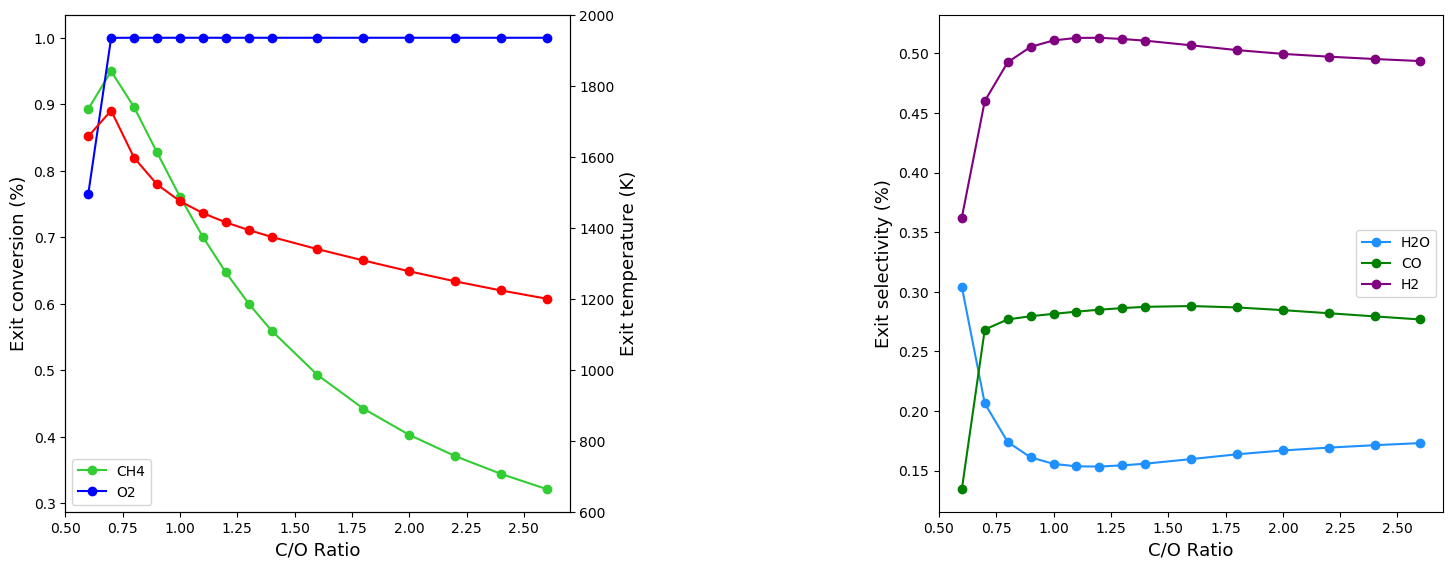 Exit conversion (%)
1.0
0.9
0.8
0.7
0.6
0.5
0.4
0.3
CH4
O2
0.50 0.75 1.00 1.25 1.50 1.75 2.00 2.25 2.50
C/O Ratio
2000
1800
1600
1400
1200
1000
800
600
Exit temperature (K)
Exit selectivity (%)
0.50
0.45
0.40
0.35
0.30
0.25
0.20
0.15
H2O
CO
H2
0.50 0.75 1.00 1.25 1.50 1.75 2.00 2.25 2.50
C/O Ratio